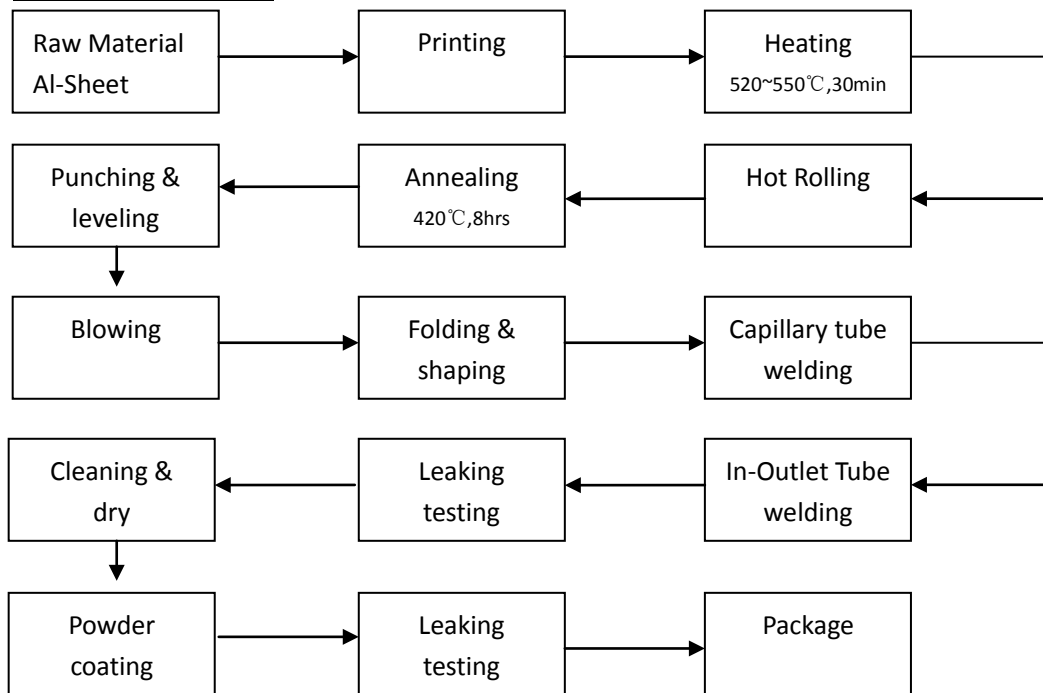 Raw Material
Al-Sheet
Printing
Heating
520~550℃,30min
Punching &
leveling
Annealing
420℃,8hrs
Hot Rolling
Blowing
Folding &
shaping
Capillary tube
welding
Cleaning &
dry
Leaking
testing
In-Outlet Tube
welding
Powder
coating
Leaking
testing
Package